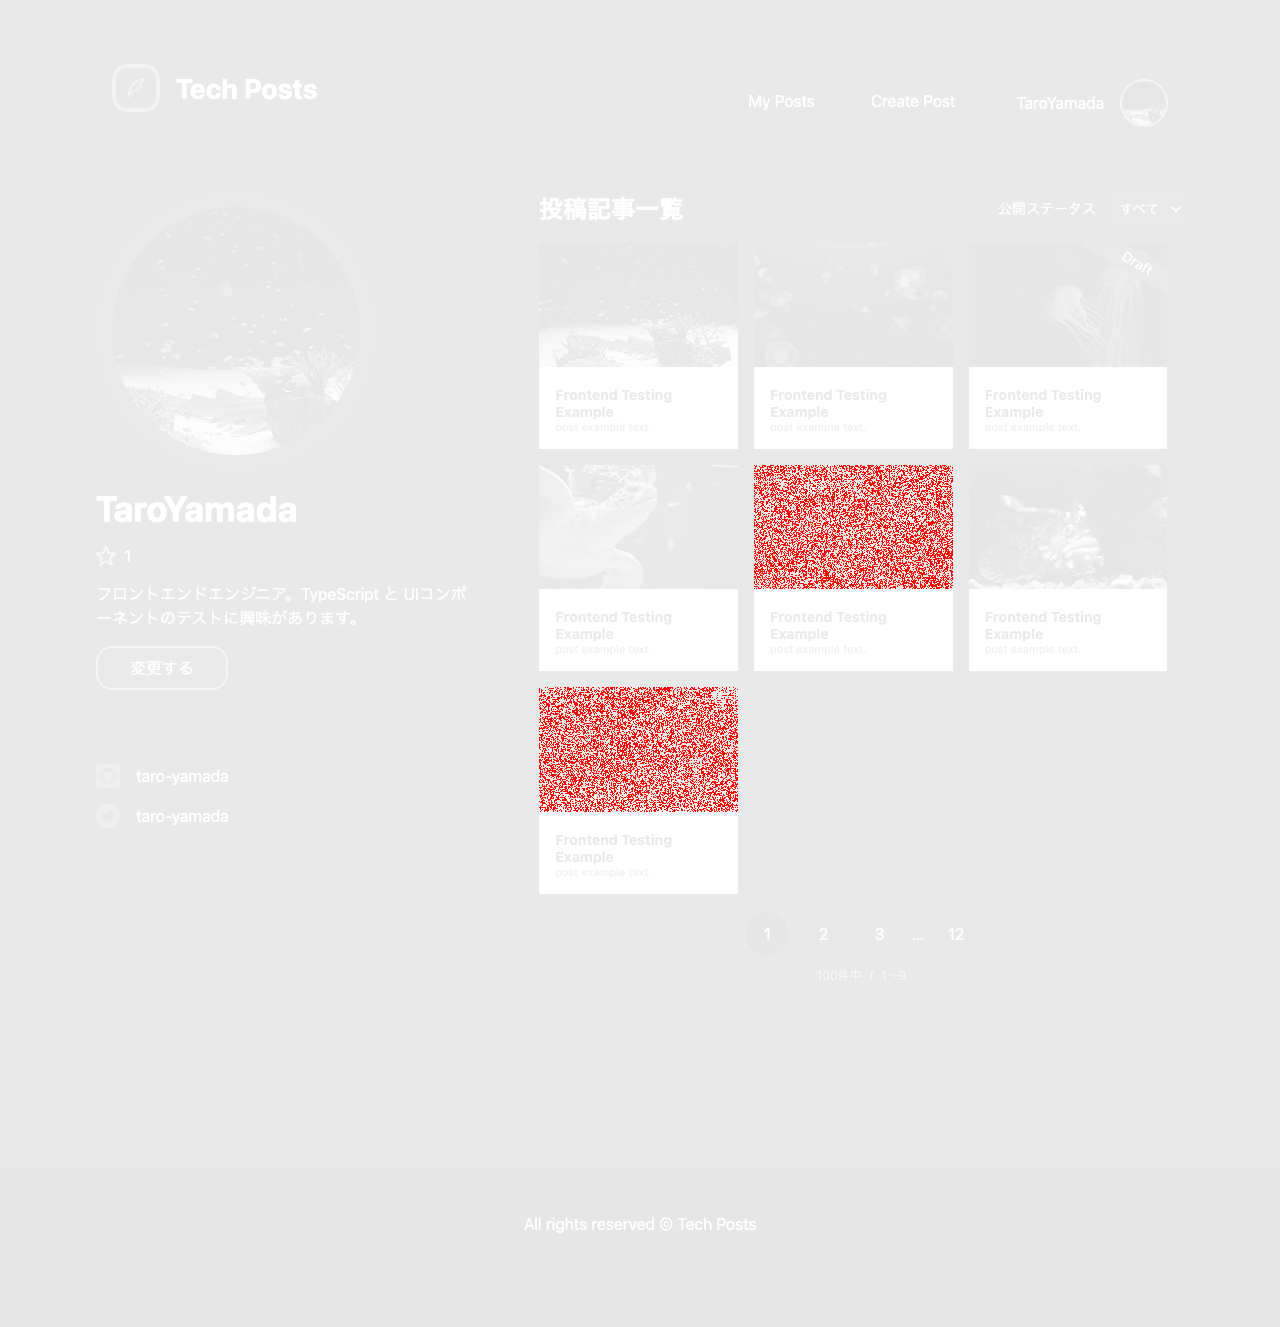 Tech Posts
My Posts
Create Post
TaroYamada
TaroYamada
1
フロントエンドエンジニア。TypeScript と UIコンポ
ーネントのテストに興味があります。
変更する
taro-yamada
taro-yamada
投稿記事一覧
公開ステータス
すべて
Frontend Testing
Example
post example text.
Frontend Testing
Example
post example text.
Draft
Frontend Testing
Example
post example text.
Frontend Testing
Example
post example text.
Frontend Testing
Example
post example text.
Frontend Testing
Example
post example text.
Frontend Testing
Example
post example text.
1 2 3 ... 12
100件中 / 1〜9
All rights reserved © Tech Posts